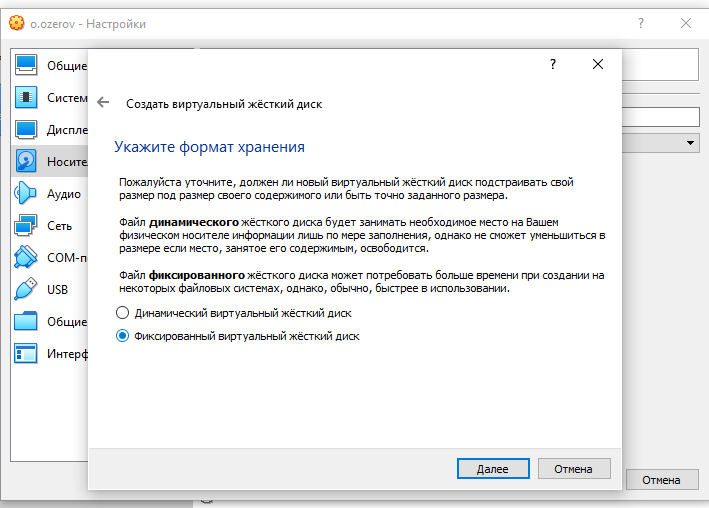 o.ozerov - Настройки
?
Общие
Систем
Диспле
Носител
Аудио
Сеть
COM-п
USB
Общие
Интерф
?
Создать виртуальный жёсткий диск
Укажите формат хранения
Пожалуйста уточните, должен ли новый виртуальный жёсткий диск подстраивать свой
размер под размер своего содержимого или быть точно заданного размера.
Файл динамического жёсткого диска будет занимать необходимое место на Вашем
физическом носителе информации лишь по мере заполнения, однако не сможет уменьшиться в
размере если место, занятое его содержимым, освободится.
Файл фиксированного жёсткого диска может потребовать больше времени при создании на
некоторых файловых системах, однако, обычно, быстрее в использовании.
Динамический виртуальный жёсткий диск
Фиксированный виртуальный жёсткий диск
Далее
Отмена
Отмена